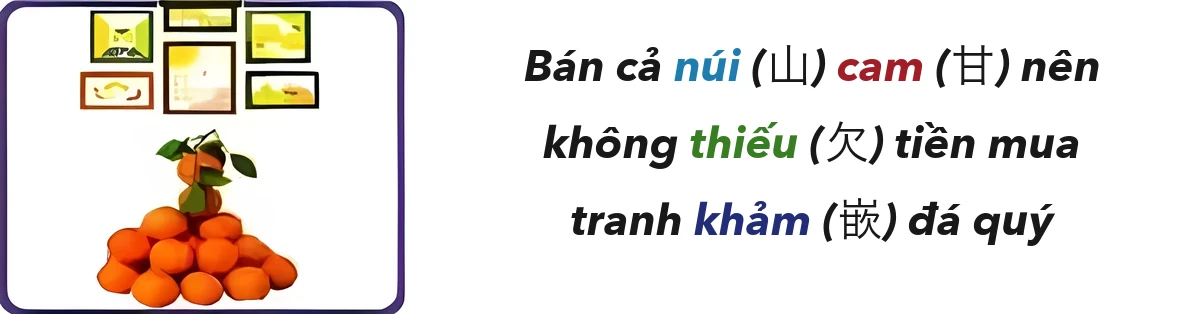 Bán cả núi (山) cam (甘) nên
không thiếu (欠) tiền mua
tranh khảm (嵌) đá quý